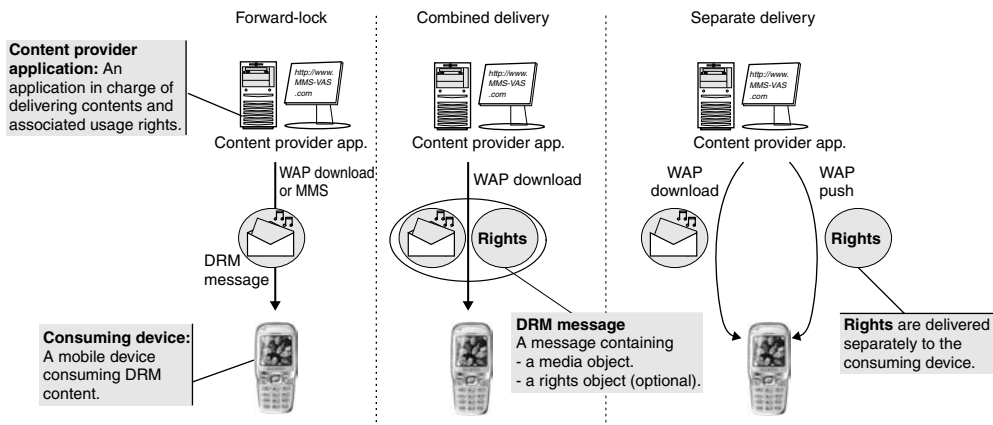 Forward-lock
Combined delivery
Separate delivery
Content provider
application: An
application in charge of
delivering contents and
associated usage rights.
http://www.
MMS-VAS
.com
http://www.
MMS-VAS
.com
http://www.
MMS-VAS
.com
Content provider app.
Content provider app.
Content provider app.
WAP download
or MMS
WAP download
WAP
download
WAP
push
Rights
Rights
DRM
message
Consuming device:
A mobile device
consuming DRM
content.
DRM message
A message containing
- a media object.
- a rights object (optional).
Rights are delivered
separately to the
consuming device.